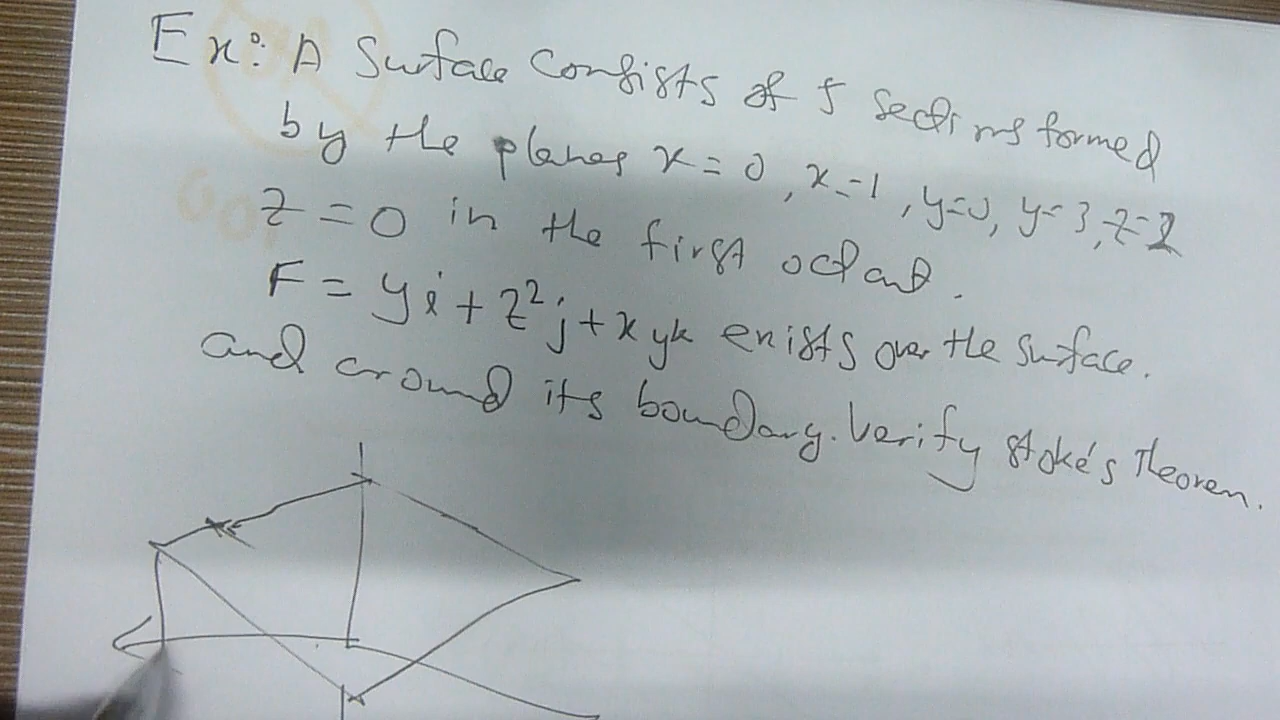 Ex: A Surface Consists of 5 Sections formed
by the planes x = 0, x=1, y=0, y=3, z=2
z = 0 in the first octant.
F = yi + z²j + xyk exists over the surface.
and around its boundary. Verify stoke's Theorem.